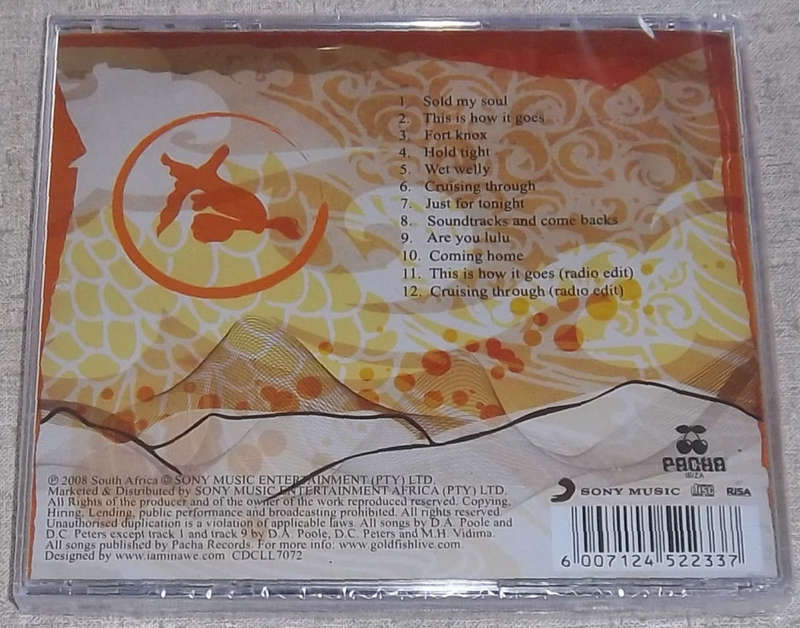 1. Sold my soul
2. This is how it goes
3. Fort knox
4. Hold tight
5. Wet welly
6. Cruising through
7. Just for tonight
8. Soundtracks and come backs
9. Are you lulu
10. Coming home
11. This is how it goes (radio edit)
12. Cruising through (radio edit)
PACHA
IBIZA
℗ 2008 South Africa © SONY MUSIC ENTERTAINMENT (PTY) LTD.
Marketed & Distributed by SONY MUSIC ENTERTAINMENT AFRICA (PTY) LTD.
All Rights of the producer and of the owner of the work reproduced reserved. Copying,
Hiring, Lending, public performance and broadcasting prohibited. All rights reserved.
Unauthorised duplication is a violation of applicable laws. All songs by D.A. Poole and
D.C. Peters except track 1 and track 9 by D.A. Poole, D.C. Peters and M.H. Vidima.
All songs published by Pacha Records. For more info: www.goldfishlive.com
Designed by www.iaminawe.com CDCLL7072
SONY MUSIC
RiSA
6 007124 522337